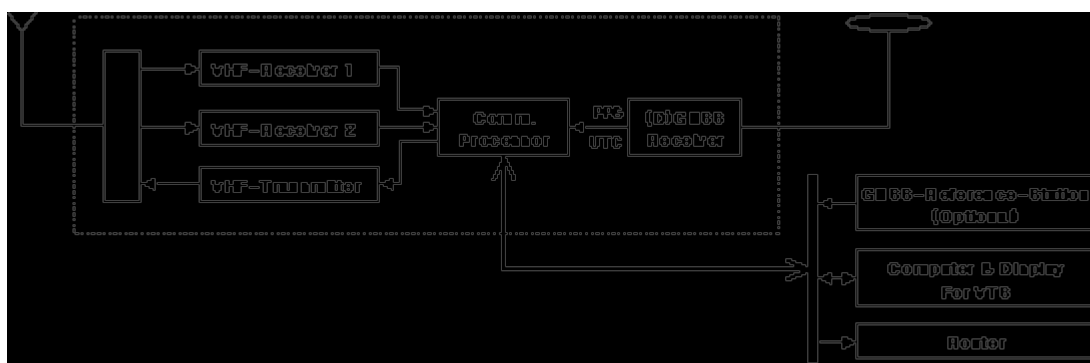 VHF-Receiver 1
VHF-Receiver 2
VHF-Transmitter
Comm.
Processor
PPS
UTC
(D)GNSS
Receiver
GNSS-Reference-Station
(Optional)
Computer & Display
For VTS
Router